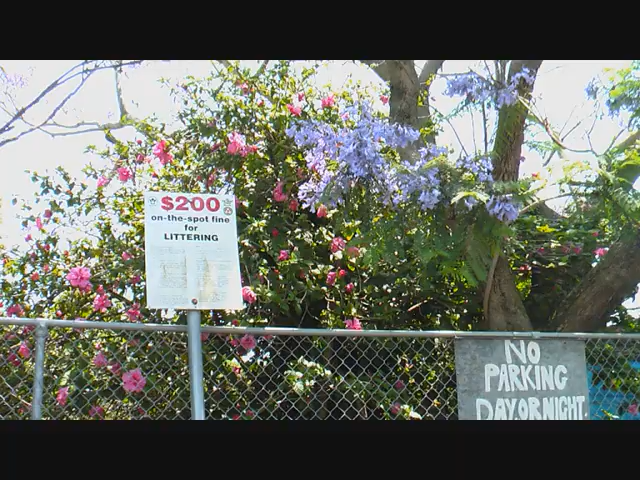 $200
on-the-spot fine
for
LITTERING
NO
PARKING
DAY.OR.NIGHT